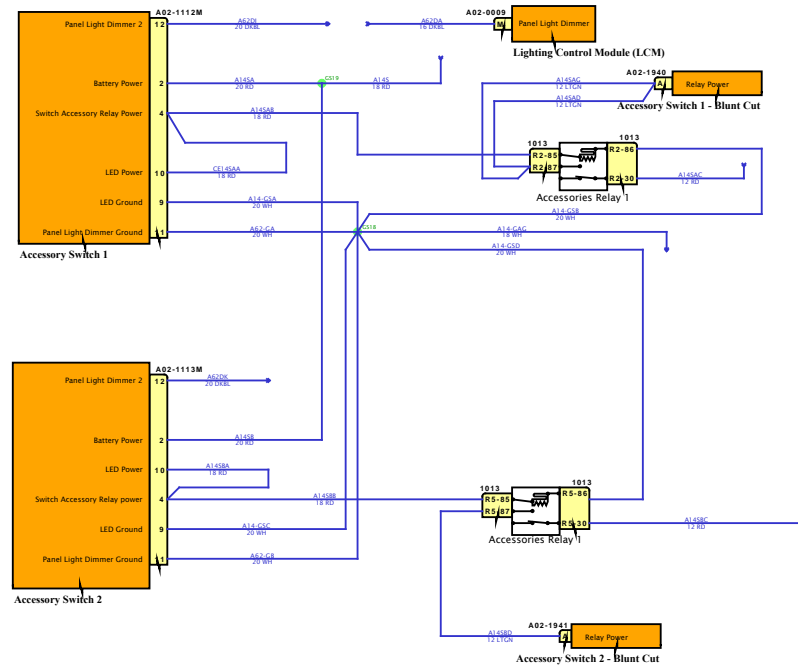 A02-1112M
Panel Light Dimmer 2
12
A62DJ
20 DKBL
A62DA
16 DKBL
A02-0009
M
Panel Light Dimmer
Lighting Control Module (LCM)
Battery Power
2
A14SA
20 RD
GS19
A14S
18 RD
A02-1940
A
Relay Power
Accessory Switch 1 - Blunt Cut
A14SAG
12 LTGN
A14SAD
12 LTGN
Switch Accessory Relay Power
4
A14SAB
18 RD
1013
1013
R2-85
R2-86
R2-87
R2-30
Accessories Relay 1
A14SAC
12 RD
LED Power
10
CE14SAA
18 RD
LED Ground
9
A14-GSA
20 WH
A14-GSB
20 WH
Panel Light Dimmer Ground
11
A62-GA
20 WH
GS18
A14-GAG
18 WH
A14-GSD
20 WH
Accessory Switch 1
A02-1113M
Panel Light Dimmer 2
12
A62DK
20 DKBL
Battery Power
2
A14SB
20 RD
LED Power
10
A14SBA
18 RD
Switch Accessory Relay power
4
A14SBB
18 RD
1013
1013
R5-85
R5-86
R5-87
R5-30
Accessories Relay 1
A14SBC
12 RD
LED Ground
9
A14-GSC
20 WH
Panel Light Dimmer Ground
11
A62-GB
20 WH
Accessory Switch 2
A14SBD
12 LTGN
A02-1941
A
Relay Power
Accessory Switch 2 - Blunt Cut